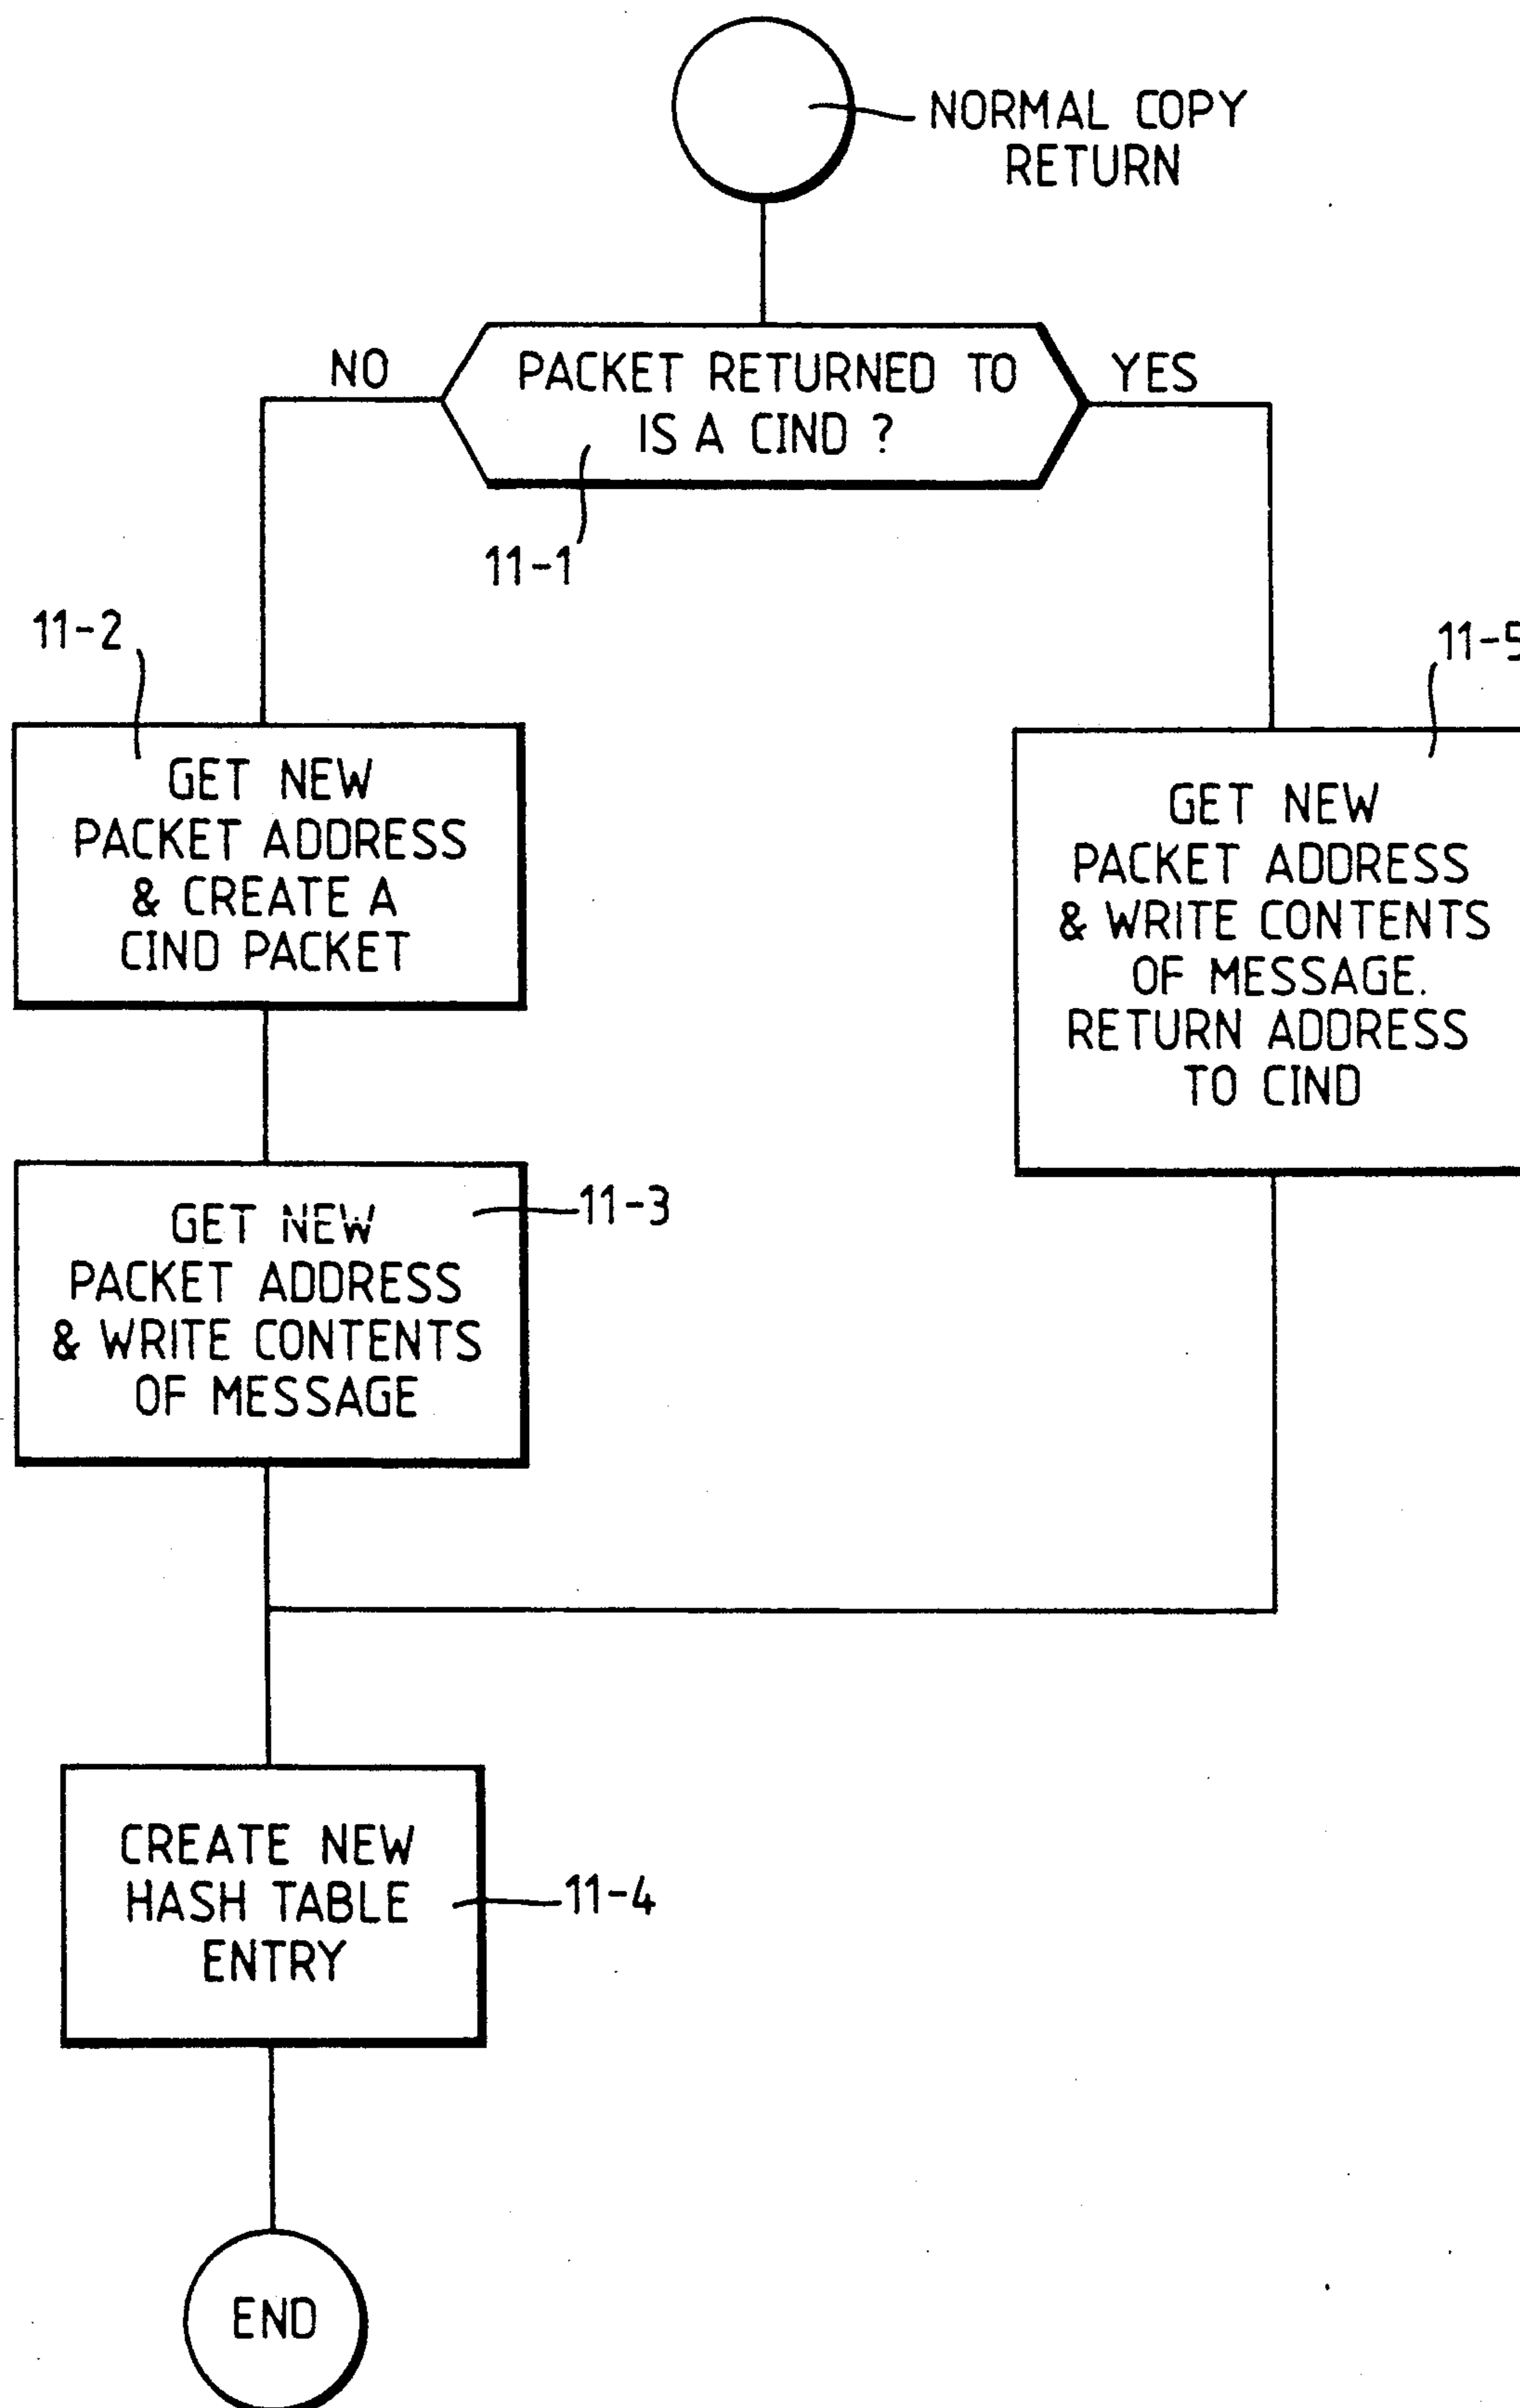 NORMAL COPY
RETURN
NO
PACKET RETURNED TO
IS A CIND ?
YES
11-1
11-2
11-5
GET NEW
PACKET ADDRESS
& CREATE A
CIND PACKET
GET NEW
PACKET ADDRESS
& WRITE CONTENTS
OF MESSAGE.
RETURN ADDRESS
TO CIND
11-3
GET NEW
PACKET ADDRESS
& WRITE CONTENTS
OF MESSAGE
CREATE NEW
HASH TABLE
ENTRY
11-4
END